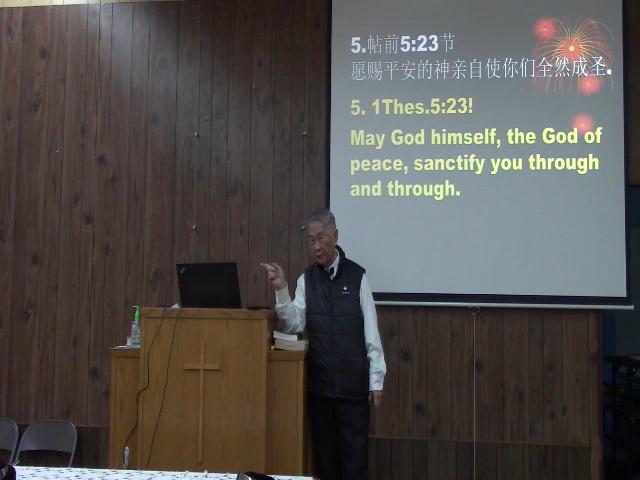 5.帖前5:23节
愿赐平安的神亲自使你们全然成圣.
5. 1Thes.5:23!
May God himself, the God of
peace, sanctify you through
and through.